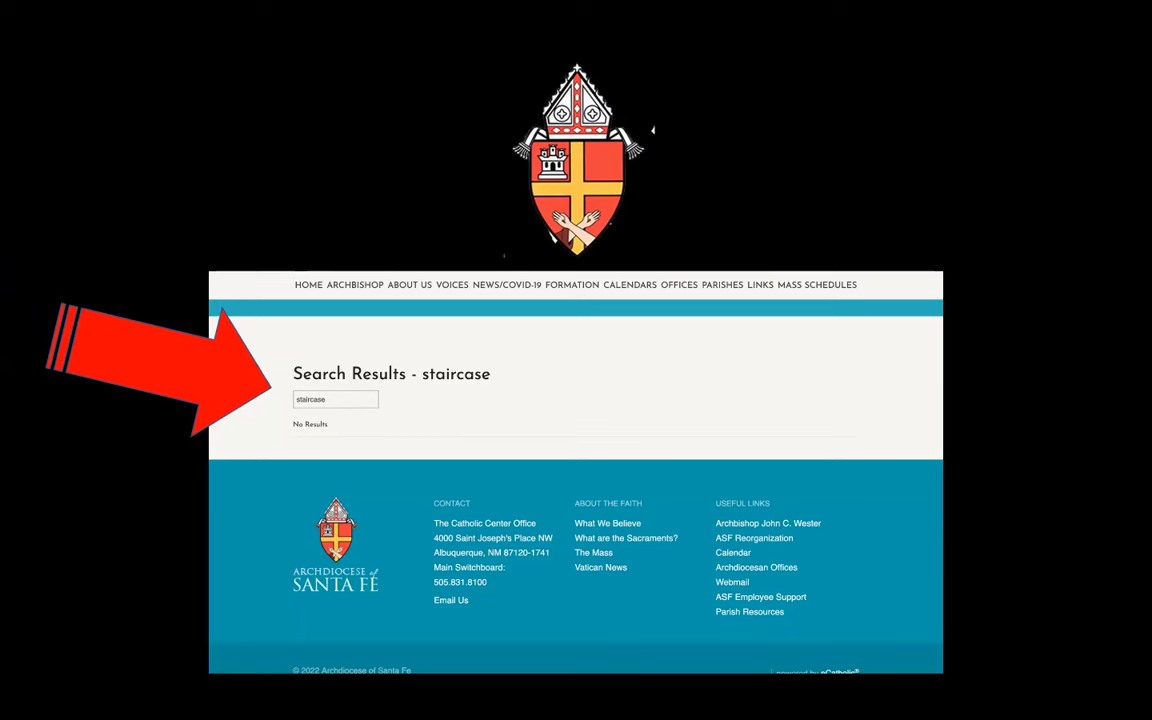 HOME ARCHBISHOP ABOUT US VOICES NEWS/COVID-19 FORMATION CALENDARS OFFICES PARISHES LINKS MASS SCHEDULES
Search Results - staircase
staircase
No Results
ARCHDIOCESE of
SANTA FE
CONTACT
The Catholic Center Office
4000 Saint Joseph's Place NW
Albuquerque, NM 87120-1741
Main Switchboard:
505.831.8100
Email Us
ABOUT THE FAITH
What We Believe
What are the Sacraments?
The Mass
Vatican News
USEFUL LINKS
Archbishop John C. Wester
ASF Reorganization
Calendar
Archdiocesan Offices
Webmail
ASF Employee Support
Parish Resources
© 2022 Archdiocese of Santa Fe
powered by eCatholic®